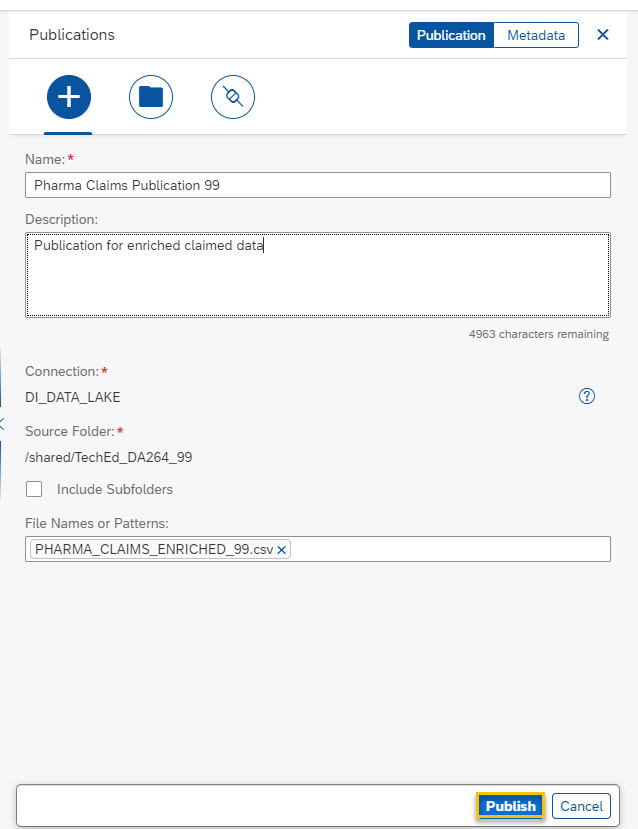 Publications
Publication
Metadata
Name:*
Pharma Claims Publication 99
Description:
Publication for enriched claimed data
4963 characters remaining
Connection:*
DI_DATA_LAKE
Source Folder:*
/shared/TechEd_DA264_99
Include Subfolders
File Names or Patterns:
PHARMA_CLAIMS_ENRICHED_99.csv
Publish
Cancel